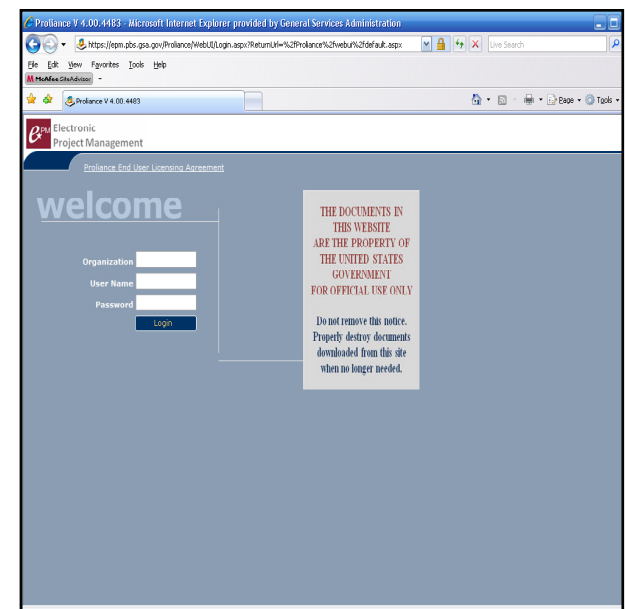 Proliance V 4.00.4483 - Microsoft Internet Explorer provided by General Services Administration
https://epm.pbs.gsa.gov/Proliance/WebUI/Login.aspx?ReturnUrl=%2fProliance%2fwebui%2fdefault.aspx
Live Search
File Edit View Favorites Tools Help
McAfee SiteAdvisor
Proliance V 4.00.4483
Page Tools
ePM Electronic
Project Management
Proliance End User Licensing Agreement
welcome
Organization
User Name
Password
Login
THE DOCUMENTS IN
THIS WEBSITE
ARE THE PROPERTY OF
THE UNITED STATES
GOVERNMENT
FOR OFFICIAL USE ONLY
Do not remove this notice.
Properly destroy documents
downloaded from this site
when no longer needed.